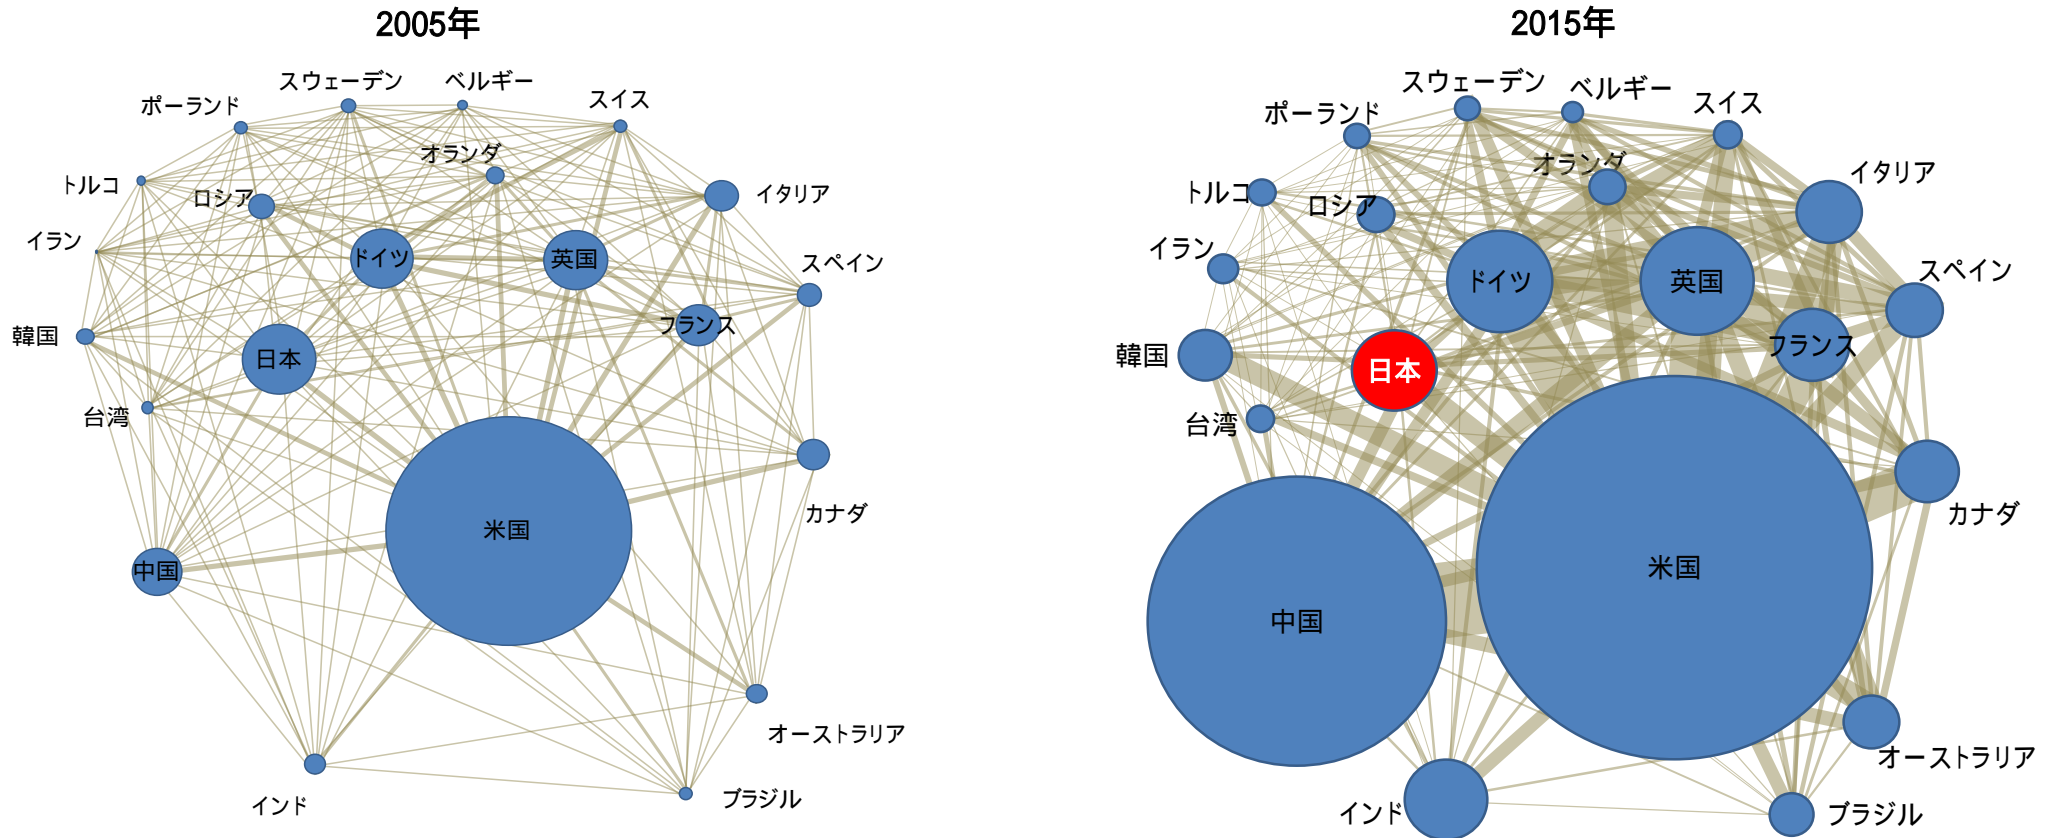 2005年
スウェーデン
ベルギー
スイス
ポーランド
オランダ
トルコ
ロシア
イタリア
イラン
ドイツ
英国
スペイン
韓国
フランス
日本
台湾
カナダ
米国
中国
オーストラリア
インド
ブラジル
2015年
スウェーデン
ベルギー
スイス
ポーランド
オランダ
イタリア
トルコ
ロシア
イラン
ドイツ
英国
スペイン
韓国
フランス
日本
台湾
カナダ
米国
中国
オーストラリア
インド
ブラジル